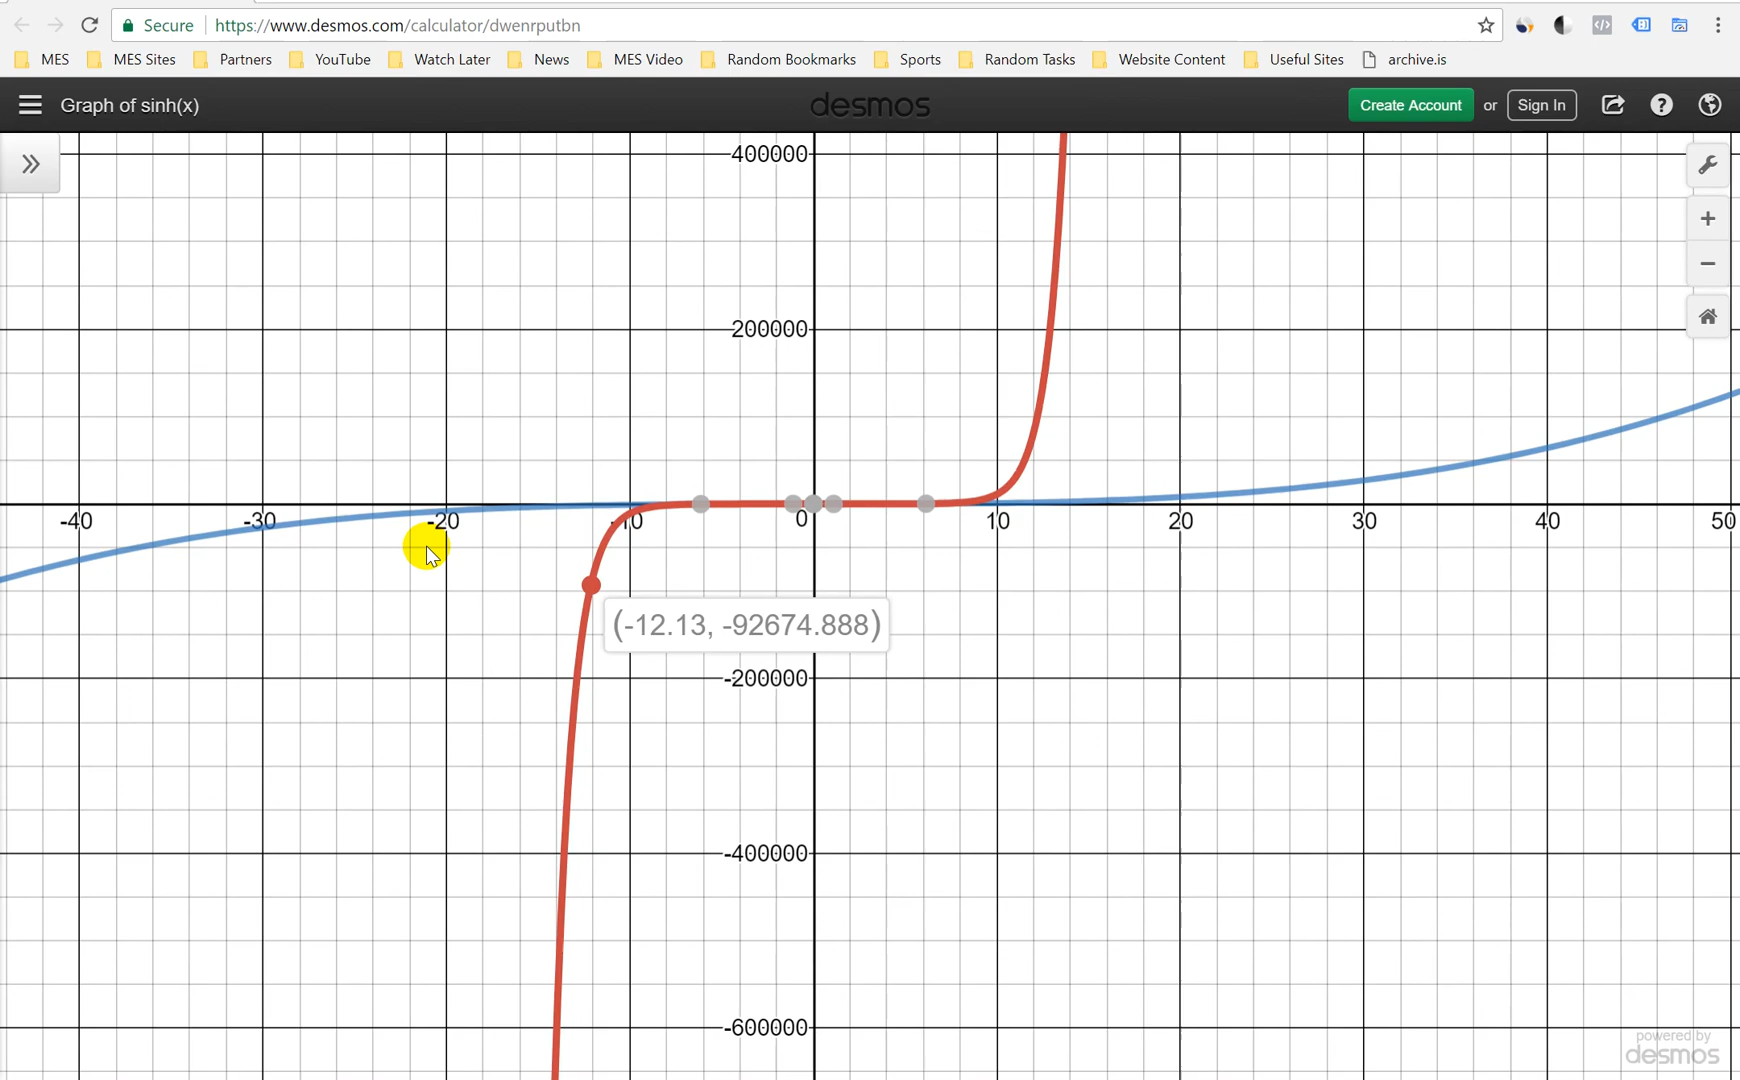 Secure https://www.desmos.com/calculator/dwenrputbn
MES MES Sites Partners YouTube Watch Later News MES Video Random Bookmarks Sports Random Tasks Website Content Useful Sites archive.is
Graph of sinh(x) desmos Create Account or Sign In
400000
200000
-40 -30 -20 -10 0 10 20 30 40 50
(-12.13, -92674.888)
-200000
-400000
-600000
powered by
desmos